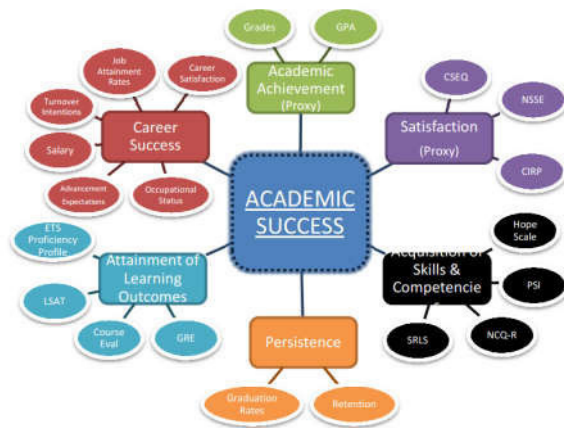 Grades
GPA
Academic
Achievement
(Proxy)
Job
Attainment
Rates
Career
Satisfaction
Turnover
Intentions
Salary
Career
Success
Advancement
Expectations
Occupational
Status
CSEQ
NSSE
Satisfaction
(Proxy)
CIRP
ACADEMIC
SUCCESS
ETS
Proficiency
Profile
LSAT
Attainment of
Learning
Outcomes
Course
Eval
GRE
Hope
Scale
Acquisition of
Skills &
Competencie
PSI
SRLS
NCQ-R
Persistence
Graduation
Rates
Retention